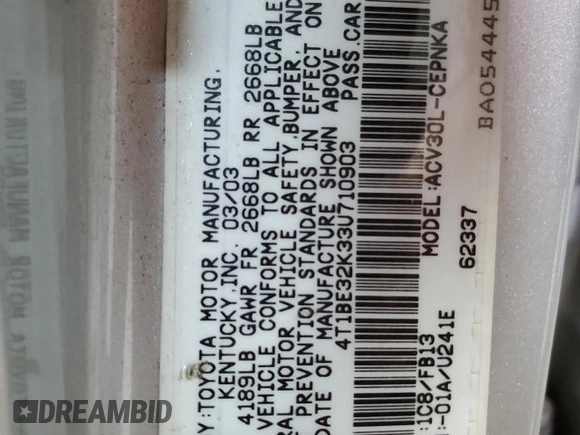 Y:TOYOTA MOTOR MANUFACTURING,
KENTUCKY,INC. 03/03
4189LB GAWR FR 2668LB RR 2668LB
VEHICLE CONFORMS TO ALL APPLICABLE
RAL MOTOR VEHICLE SAFETY,BUMPER, AND
PREVENTION STANDARDS IN EFFECT ON
DATE OF MANUFACTURE SHOWN ABOVE
4T1BE32K33U710903 PASS.CAR
:1C8/FB13 MODEL:ACV30L-CEPNKA
:-01A/U241E 62337 BA054445
DREAMBID